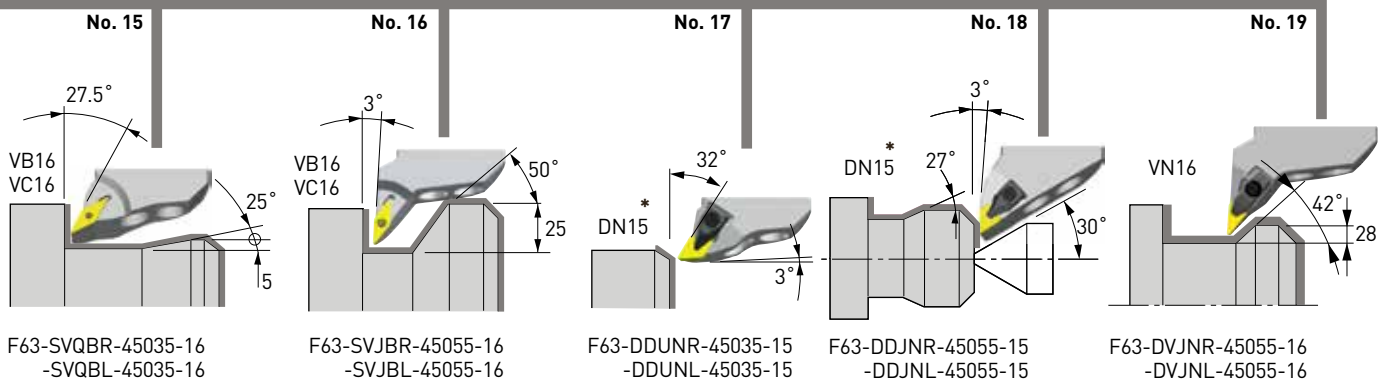 No. 15
27.5°
VB16
VC16
25°
5
F63-SVQBR-45035-16
-SVQBL-45035-16
No. 16
3°
VB16
VC16
50°
25
F63-SVJBR-45055-16
-SVJBL-45055-16
No. 17
32°
*
DN15
3°
F63-DDUNR-45035-15
-DDUNL-45035-15
No. 18
3°
*
DN15
27°
30°
F63-DDJNR-45055-15
-DDJNL-45055-15
No. 19
VN16
42°
28
F63-DVJNR-45055-16
-DVJNL-45055-16